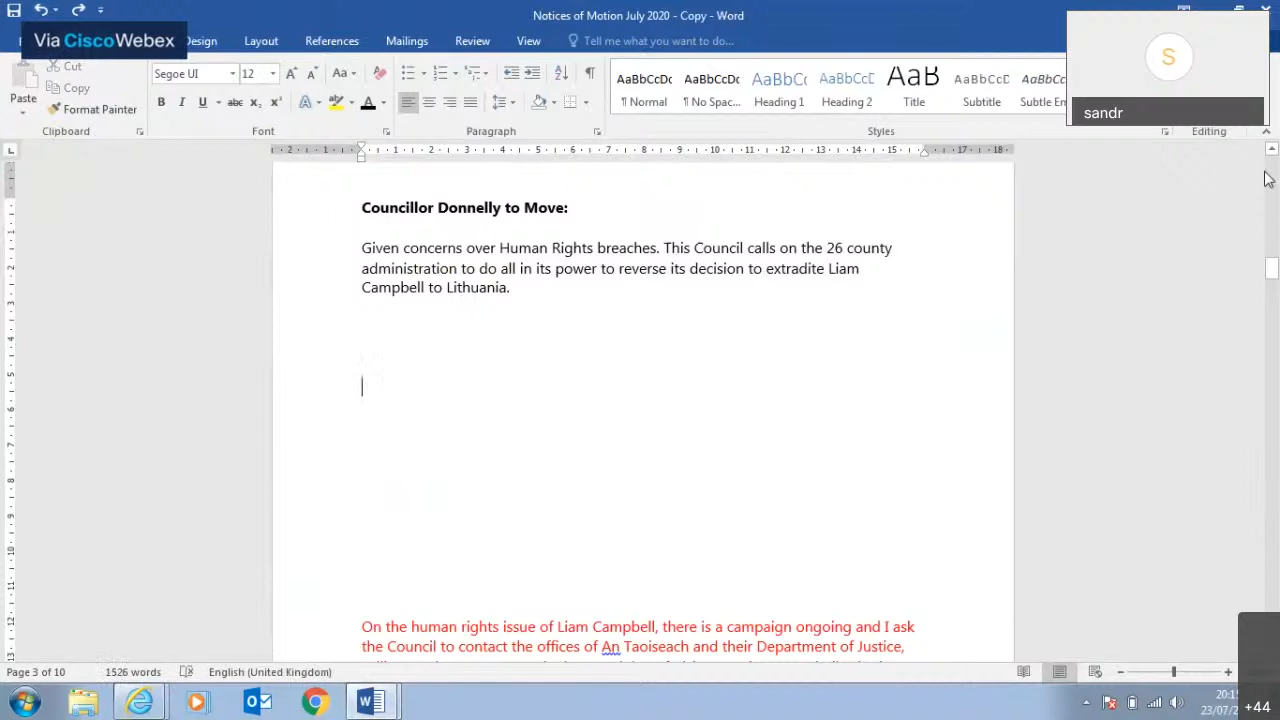 Notices of Motion July 2020 - Copy - Word
Via CiscoWebex
Design Layout References Mailings Review View Tell me what you want to do...
S
sandr
Cut
Copy
Paste
Format Painter
Segoe UI 12
AaBbCcDc AaBbCcDc AaBbCc AaBbCcD AaB AaBbCcD
¶ Normal ¶ No Spac... Heading 1 Heading 2 Title Subtitle Subtle Em
Clipboard Font Paragraph Styles Editing
Councillor Donnelly to Move:
Given concerns over Human Rights breaches. This Council calls on the 26 county
administration to do all in its power to reverse its decision to extradite Liam
Campbell to Lithuania.
On the human rights issue of Liam Campbell, there is a campaign ongoing and I ask
the Council to contact the offices of An Taoiseach and their Department of Justice,
Page 3 of 10 1526 words English (United Kingdom)
20:1
23/07/2
+44